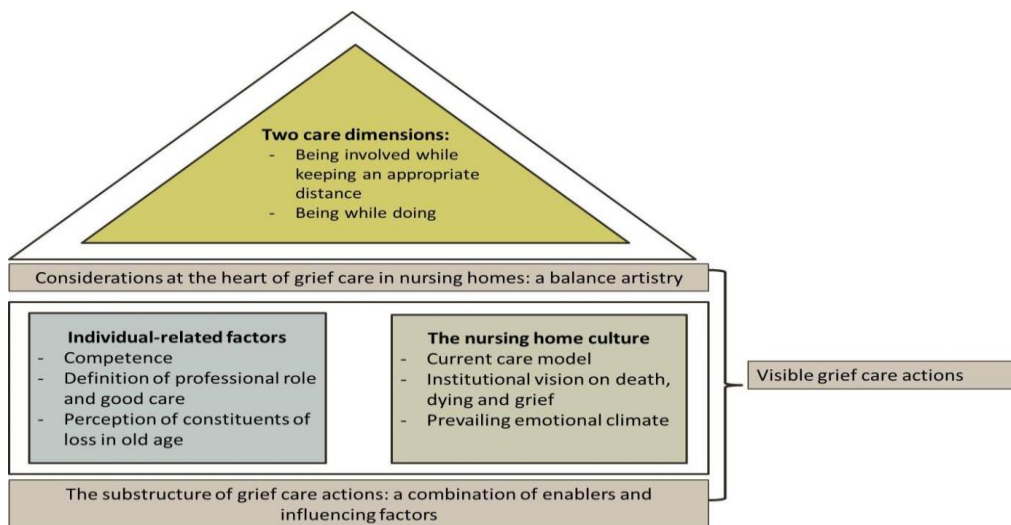 Two care dimensions:
- Being involved while
keeping an appropriate
distance
- Being while doing
Considerations at the heart of grief care in nursing homes: a balance artistry
Individual-related factors
- Competence
- Definition of professional role
and good care
- Perception of constituents of
loss in old age
The nursing home culture
- Current care model
- Institutional vision on death,
dying and grief
- Prevailing emotional climate
Visible grief care actions
The substructure of grief care actions: a combination of enablers and
influencing factors